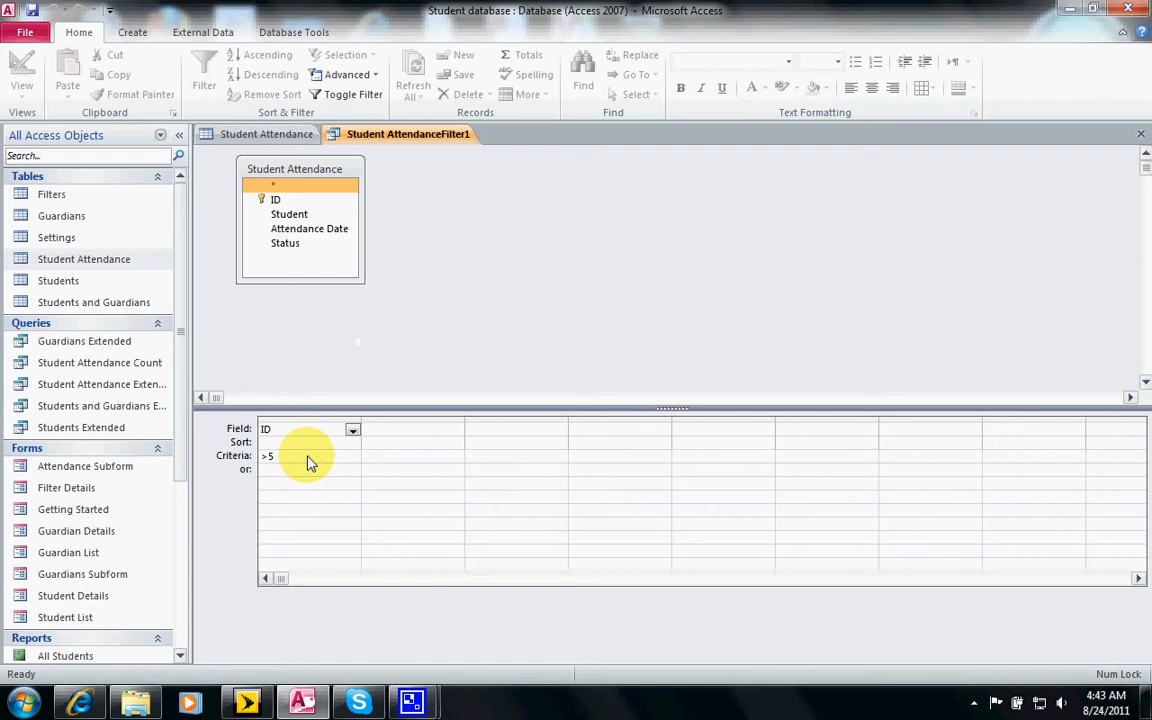 Student database : Database (Access 2007) - Microsoft Access
File Home Create External Data Database Tools
View
Views
Paste
Cut
Copy
Format Painter
Clipboard
Filter
Ascending
Descending
Remove Sort
Selection
Advanced
Toggle Filter
Sort & Filter
Refresh All
New
Save
Delete
Totals
Spelling
More
Records
Find
Replace
Go To
Select
Find
B I U A
Text Formatting
All Access Objects
Search...
Tables
Filters
Guardians
Settings
Student Attendance
Students
Students and Guardians
Queries
Guardians Extended
Student Attendance Count
Student Attendance Exten...
Students and Guardians E...
Students Extended
Forms
Attendance Subform
Filter Details
Getting Started
Guardian Details
Guardian List
Guardians Subform
Student Details
Student List
Reports
All Students
Student Attendance
Student AttendanceFilter1
Student Attendance
*
ID
Student
Attendance Date
Status
Field: ID
Sort:
Criteria: >5
or:
Ready
Num Lock
4:43 AM
8/24/2011